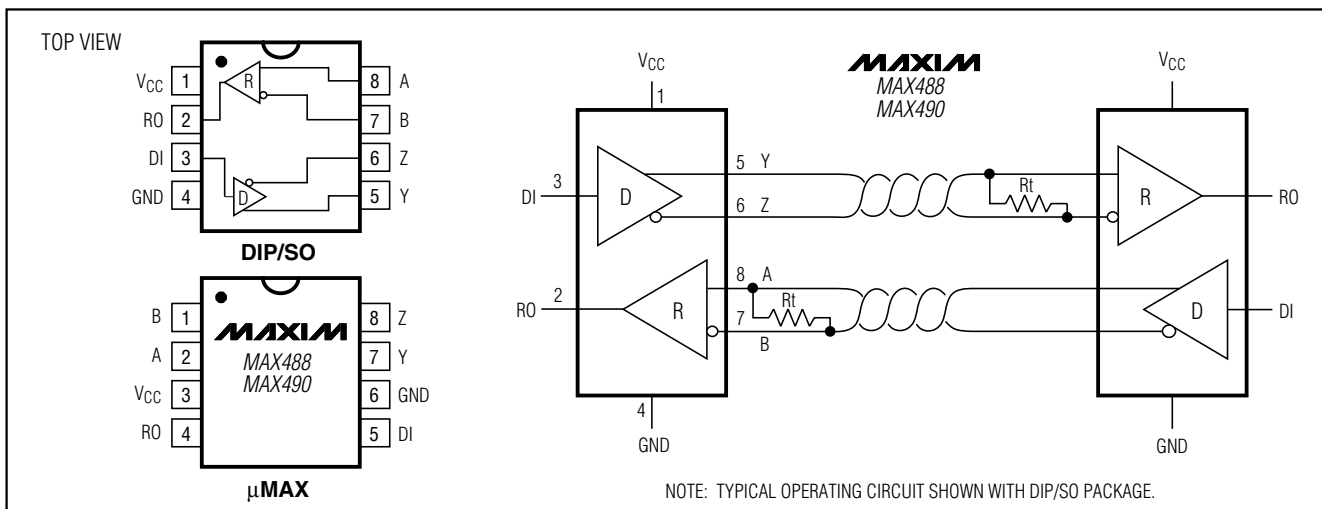 TOP VIEW
VCC 1
RO 2
DI 3
GND 4
8 A
7 B
6 Z
5 Y
R
D
DIP/SO
B 1
A 2
VCC 3
RO 4
8 Z
7 Y
6 GND
5 DI
MAXIM
MAX488
MAX490
µMAX
MAXIM
MAX488
MAX490
VCC
1
VCC
DI 3
D
5 Y
6 Z
Rt
R
RO
RO 2
R
8 A
7
B
Rt
D
DI
4
GND
GND
NOTE: TYPICAL OPERATING CIRCUIT SHOWN WITH DIP/SO PACKAGE.